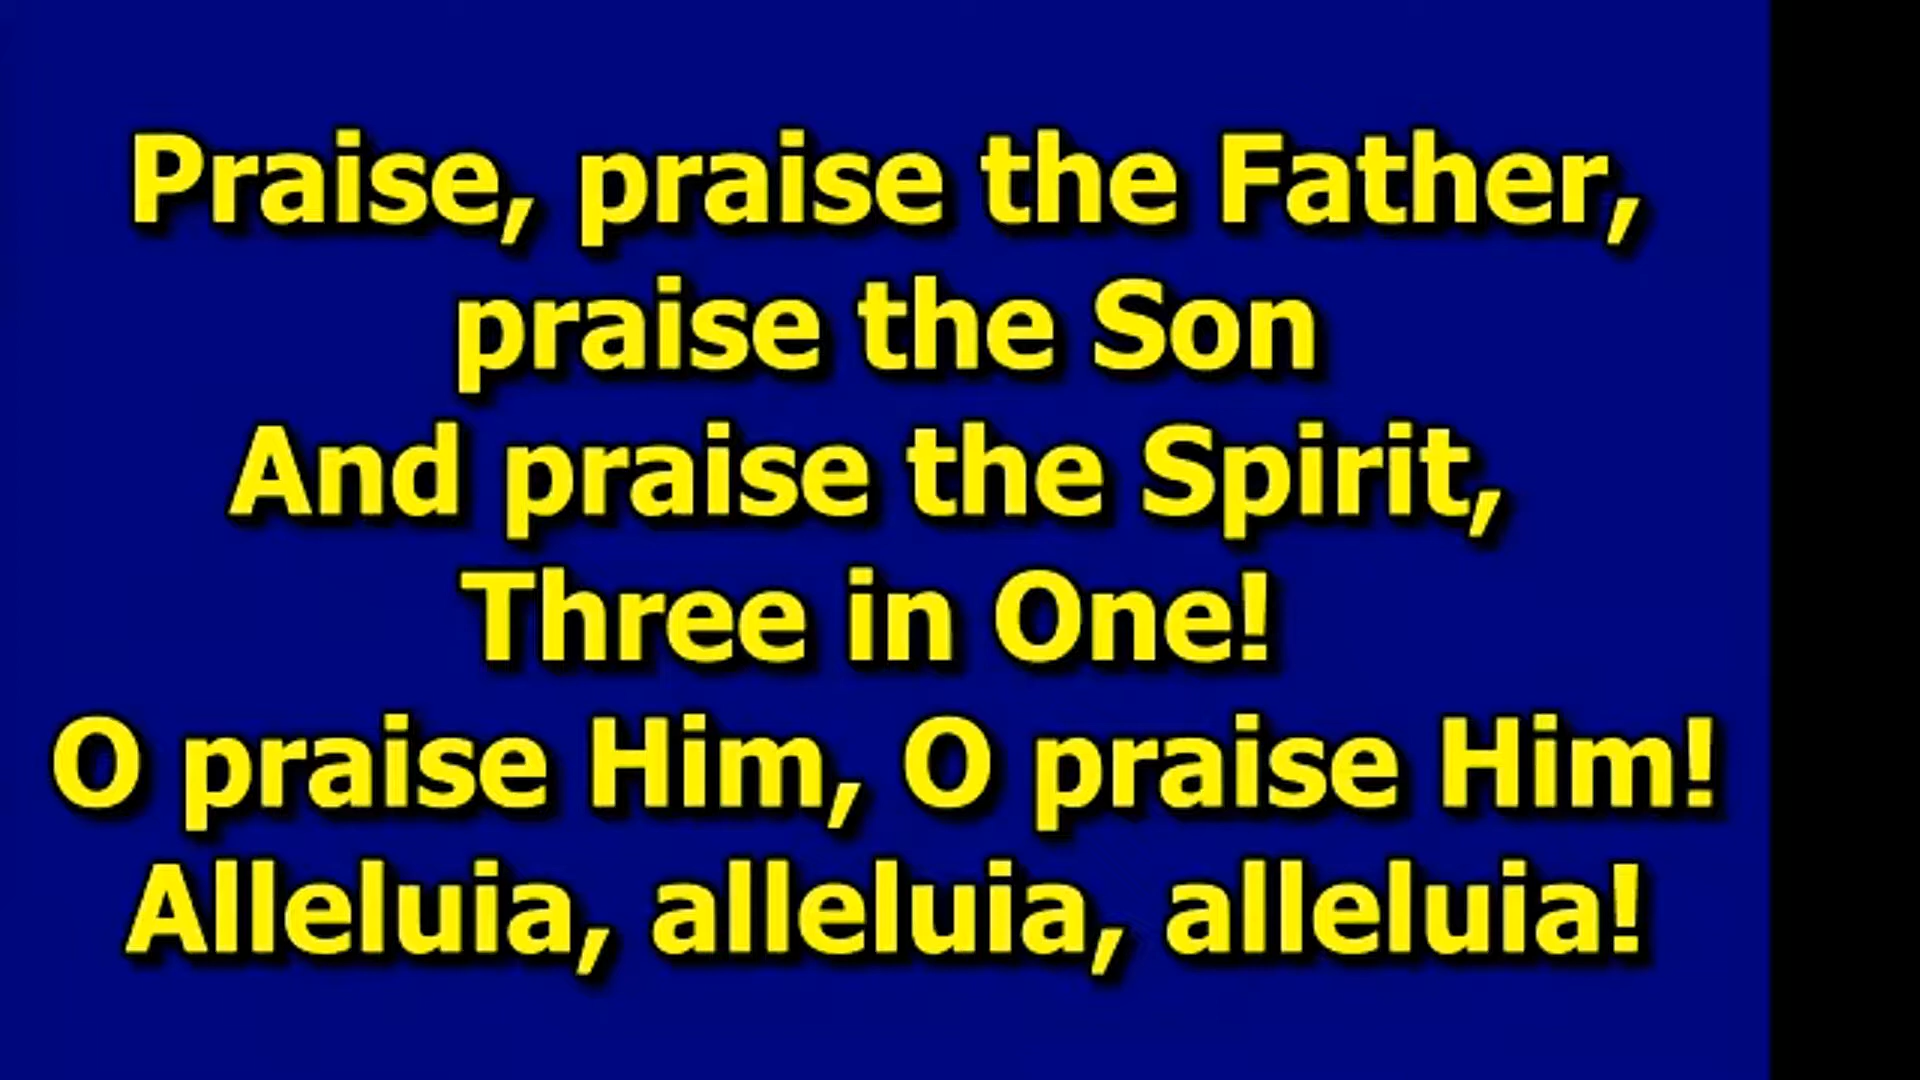 Praise, praise the Father,
praise the Son
And praise the Spirit,
Three in One!
O praise Him, O praise Him!
Alleluia, alleluia, alleluia!